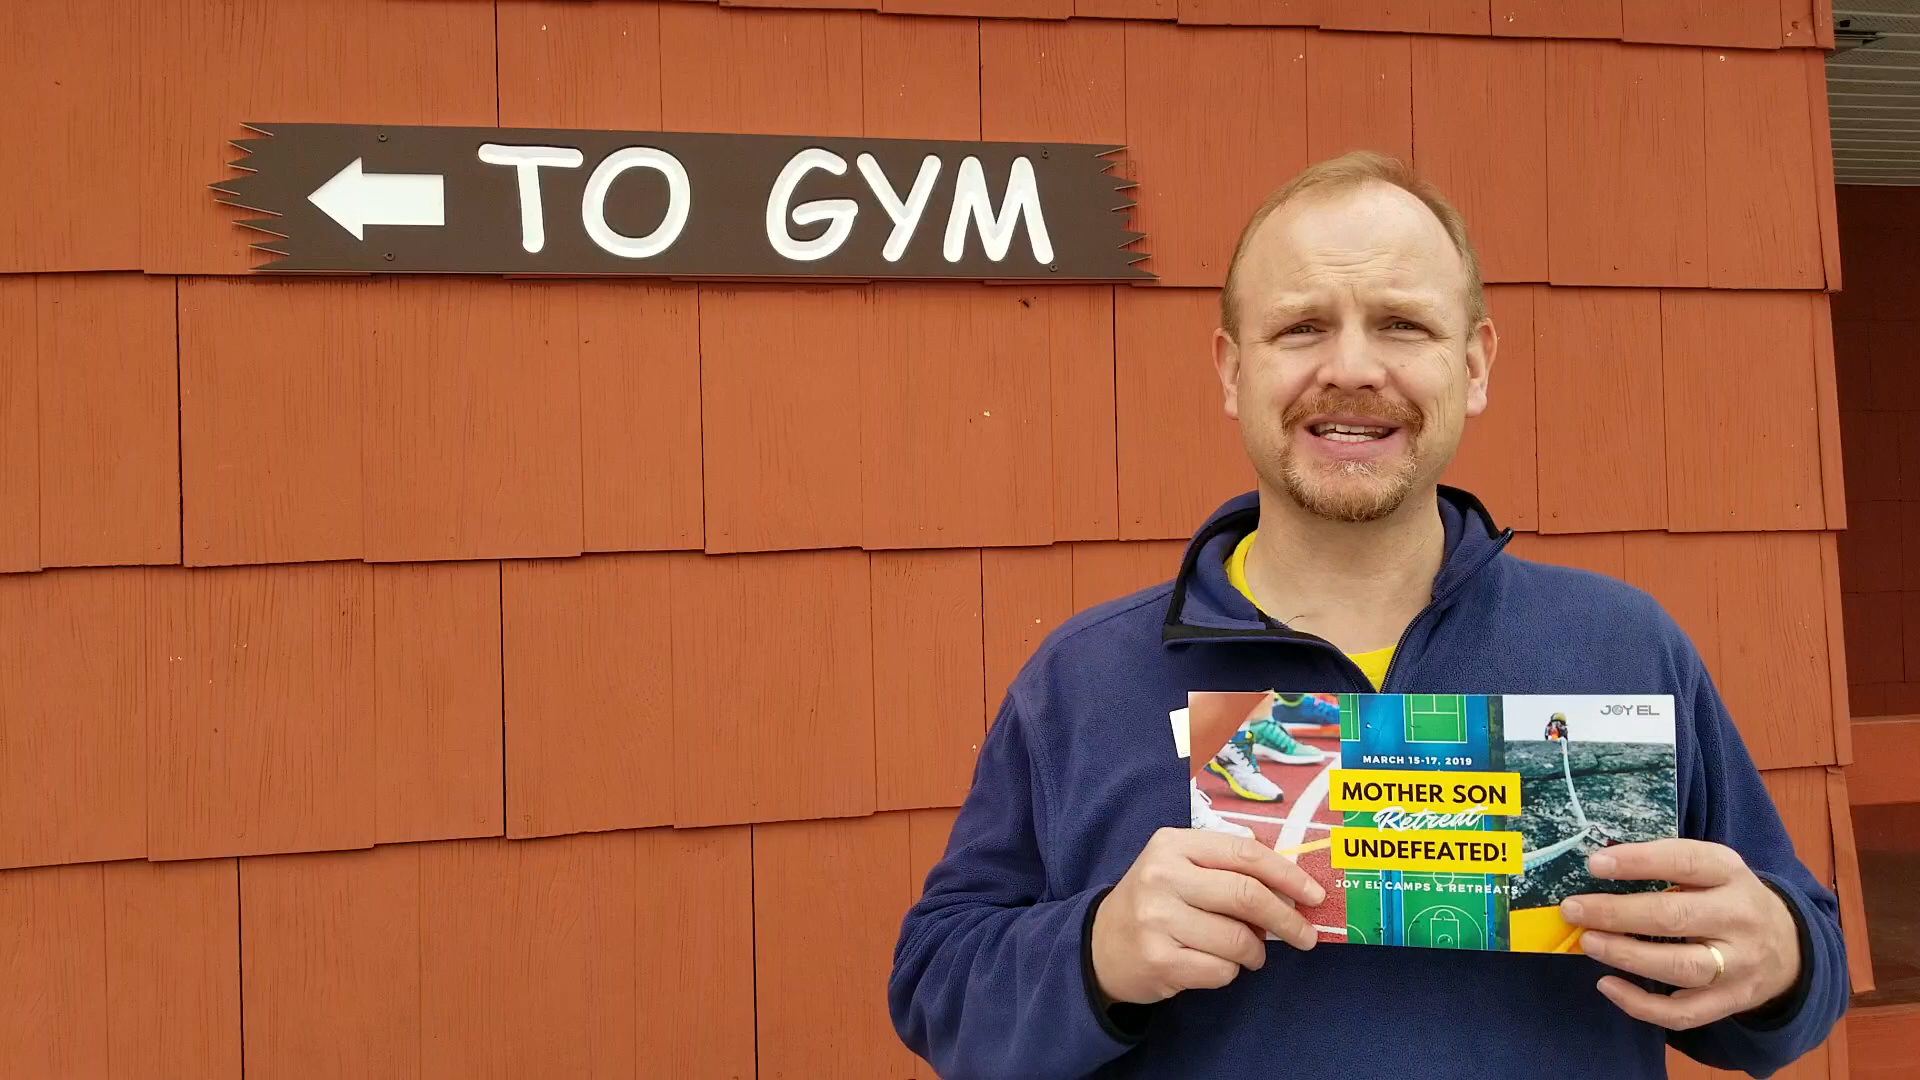 TO GYM
JOY EL
MARCH 15-17, 2019
MOTHER SON
Retreat
UNDEFEATED!
JOY EL CAMPS & RETREATS